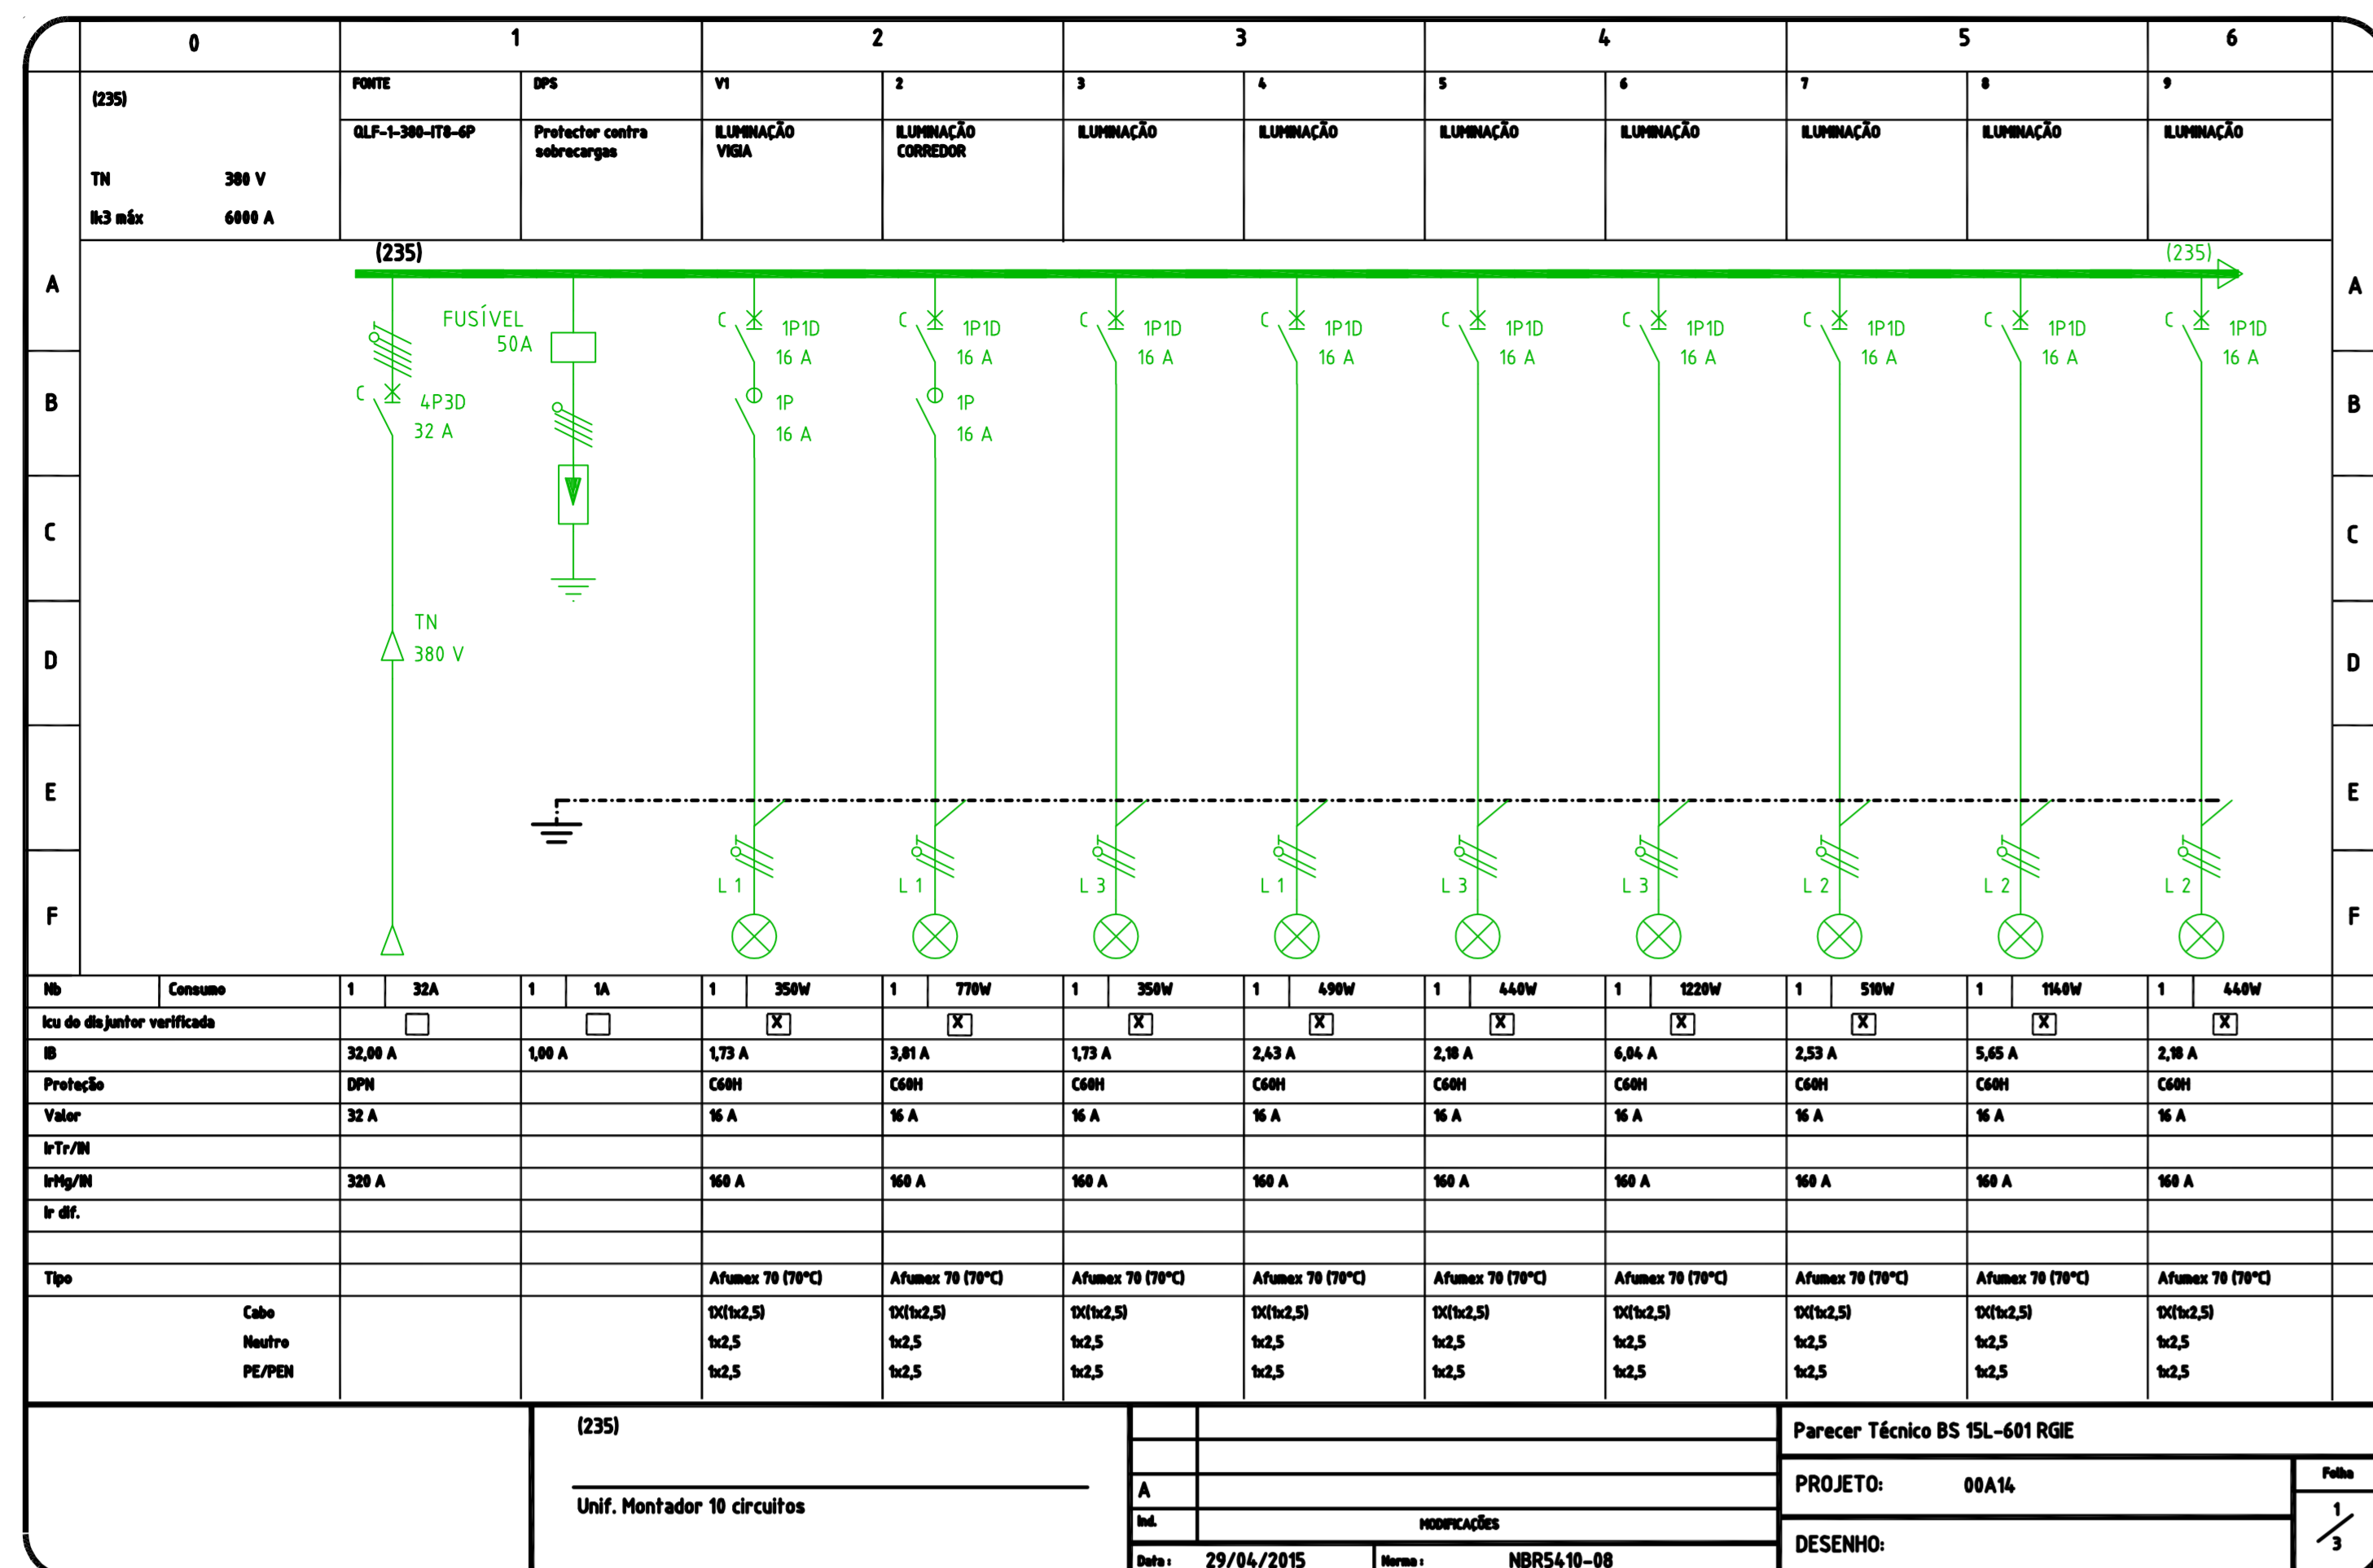 0 1 2 3 4 5 6
FONTE DPS V1 2 3 4 5 6 7 8 9
(235)
QLF-1-380-IT8-6P Protector contra ILUMINAÇÃO ILUMINAÇÃO ILUMINAÇÃO ILUMINAÇÃO ILUMINAÇÃO ILUMINAÇÃO ILUMINAÇÃO ILUMINAÇÃO ILUMINAÇÃO
sobrecargas VIGIA CORREDOR
TN 380 V
Ik3 máx 6000 A
(235) (235)
A A
FUSÍVEL C 1P1D C 1P1D C 1P1D C 1P1D C 1P1D C 1P1D C 1P1D C 1P1D C 1P1D
50A 16 A 16 A 16 A 16 A 16 A 16 A 16 A 16 A 16 A
B C 4P3D 1P 1P B
32 A 16 A 16 A
C C
TN
D 380 V D
E E
L 1 L 1 L 3 L 1 L 3 L 3 L 2 L 2 L 2
F F
Nb Consumo 1 32A 1 1A 1 350W 1 770W 1 350W 1 490W 1 440W 1 1220W 1 510W 1 1140W 1 440W
Icu do disjuntor verificada X X X X X X X X X
IB 32,00 A 1,00 A 1,73 A 3,81 A 1,73 A 2,43 A 2,18 A 6,04 A 2,53 A 5,65 A 2,18 A
Proteção DPN C60H C60H C60H C60H C60H C60H C60H C60H C60H
Valor 32 A 16 A 16 A 16 A 16 A 16 A 16 A 16 A 16 A 16 A
IrTr/IN
IrMg/IN 320 A 160 A 160 A 160 A 160 A 160 A 160 A 160 A 160 A 160 A
Ir dif.
Tipo Afumex 70 (70°C) Afumex 70 (70°C) Afumex 70 (70°C) Afumex 70 (70°C) Afumex 70 (70°C) Afumex 70 (70°C) Afumex 70 (70°C) Afumex 70 (70°C) Afumex 70 (70°C)
Cabo 1X(1x2,5) 1X(1x2,5) 1X(1x2,5) 1X(1x2,5) 1X(1x2,5) 1X(1x2,5) 1X(1x2,5) 1X(1x2,5) 1X(1x2,5)
Neutro 1x2,5 1x2,5 1x2,5 1x2,5 1x2,5 1x2,5 1x2,5 1x2,5 1x2,5
PE/PEN 1x2,5 1x2,5 1x2,5 1x2,5 1x2,5 1x2,5 1x2,5 1x2,5 1x2,5
(235)
Unif. Montador 10 circuitos
A
Ind. MODIFICAÇÕES
Data : 29/04/2015 Norma : NBR5410-08
Parecer Técnico BS 15L-601 RGIE
PROJETO: 00A14
DESENHO:
Folha
1
3